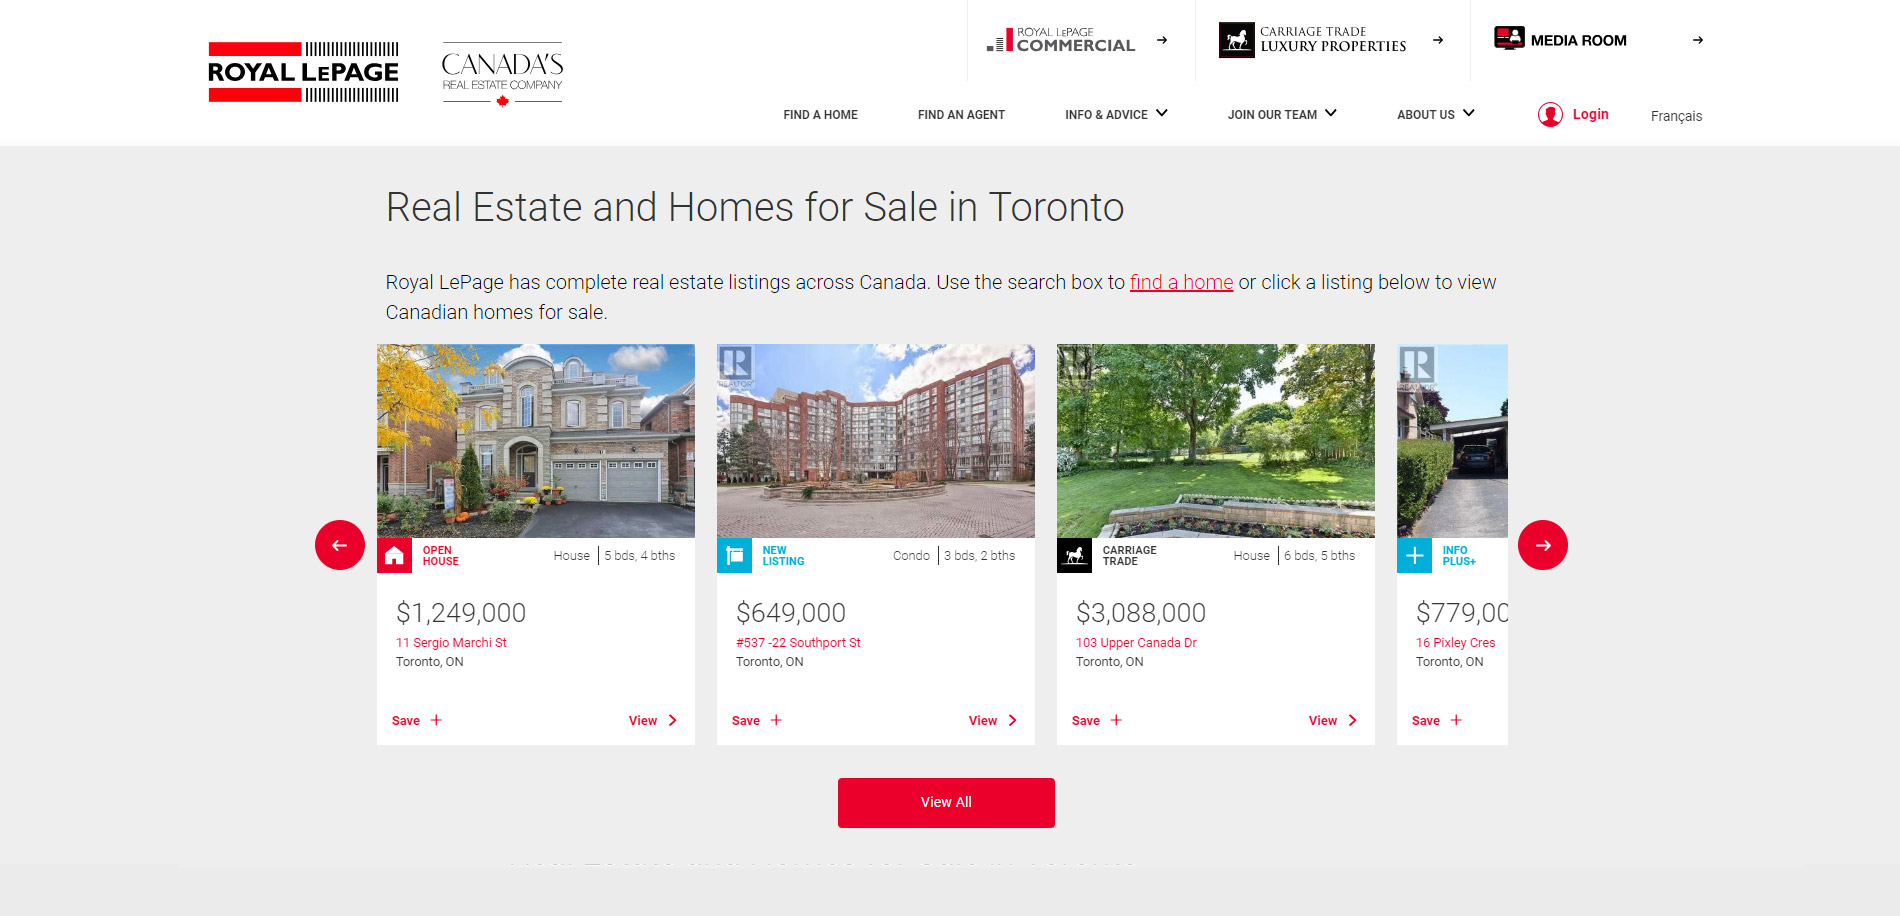 ROYAL LEPAGE
CANADA'S
REAL ESTATE COMPANY
ROYAL LEPAGE
COMMERCIAL
CARRIAGE TRADE
LUXURY PROPERTIES
MEDIA ROOM
FIND A HOME
FIND AN AGENT
INFO & ADVICE
JOIN OUR TEAM
ABOUT US
Login
Français
Real Estate and Homes for Sale in Toronto
Royal LePage has complete real estate listings across Canada. Use the search box to find a home or click a listing below to view
Canadian homes for sale.
OPEN
HOUSE
House | 5 bds, 4 bths
$1,249,000
11 Sergio Marchi St
Toronto, ON
Save +
View
R
REALTOR
NEW
LISTING
Condo | 3 bds, 2 bths
$649,000
#537 -22 Southport St
Toronto, ON
Save +
View
R
CARRIAGE
TRADE
House | 6 bds, 5 bths
$3,088,000
103 Upper Canada Dr
Toronto, ON
Save +
View
R
REALTOR
INFO
PLUS+
$779,00
16 Pixley Cres
Toronto, ON
Save +
View All